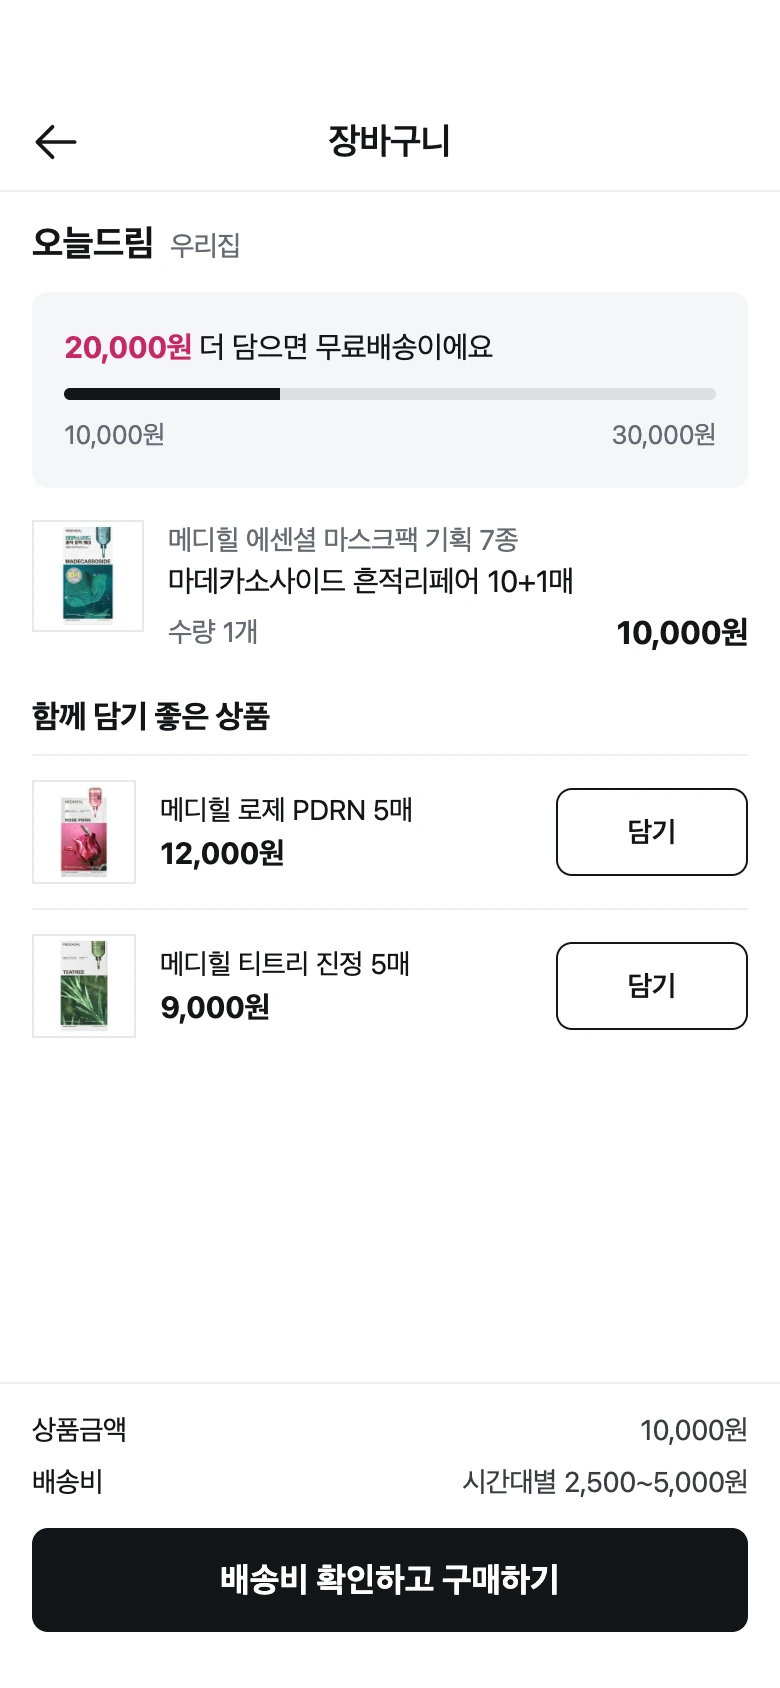 장바구니
오늘드림 우리집
20,000원 더 담으면 무료배송이에요
10,000원 30,000원
메디힐 에센셜 마스크팩 기획 7종
마데카소사이드 흔적리페어 10+1매
수량 1개 10,000원
MADECASSOSIDE
함께 담기 좋은 상품
ROSE PDRN
메디힐 로제 PDRN 5매
12,000원
담기
TEATREE
메디힐 티트리 진정 5매
9,000원
담기
상품금액 10,000원
배송비 시간대별 2,500~5,000원
배송비 확인하고 구매하기